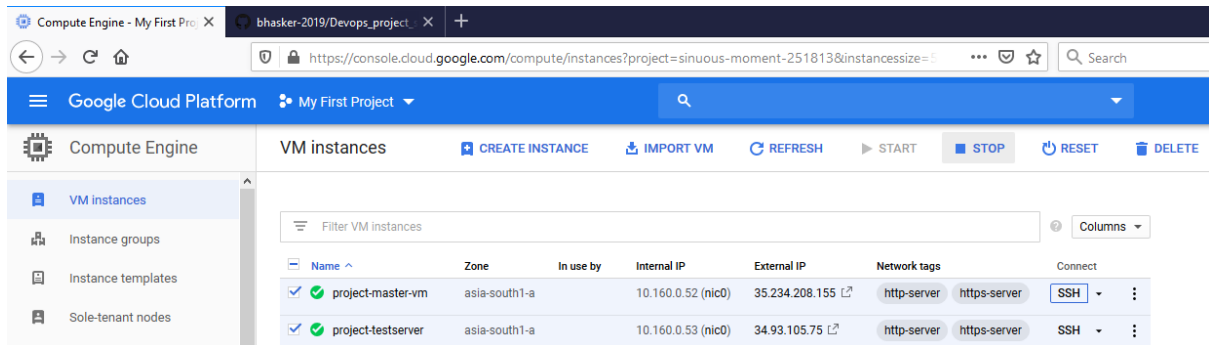 Compute Engine - My First Proj
bhasker-2019/Devops_project_s
https://console.cloud.google.com/compute/instances?project=sinuous-moment-251813&instancessize=5
Search
Google Cloud Platform My First Project
Compute Engine VM instances CREATE INSTANCE IMPORT VM REFRESH START STOP RESET DELETE
VM instances
Instance groups
Instance templates
Sole-tenant nodes
Filter VM instances Columns
Name Zone In use by Internal IP External IP Network tags Connect
project-master-vm asia-south1-a 10.160.0.52 (nic0) 35.234.208.155 http-server https-server SSH
project-testserver asia-south1-a 10.160.0.53 (nic0) 34.93.105.75 http-server https-server SSH